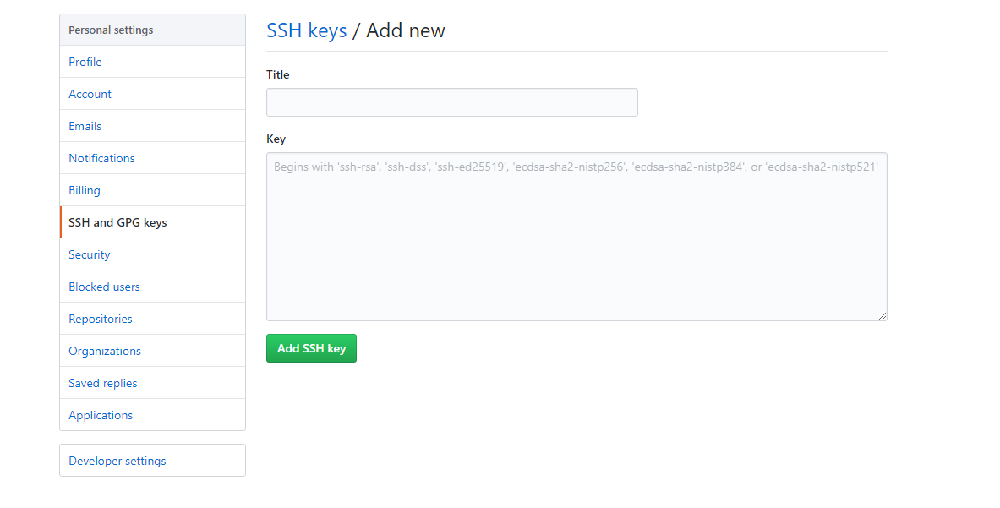 Personal settings
Profile
Account
Emails
Notifications
Billing
SSH and GPG keys
Security
Blocked users
Repositories
Organizations
Saved replies
Applications
Developer settings
SSH keys / Add new
Title
Key
Begins with 'ssh-rsa', 'ssh-dss', 'ssh-ed25519', 'ecdsa-sha2-nistp256', 'ecdsa-sha2-nistp384', or 'ecdsa-sha2-nistp521'
Add SSH key